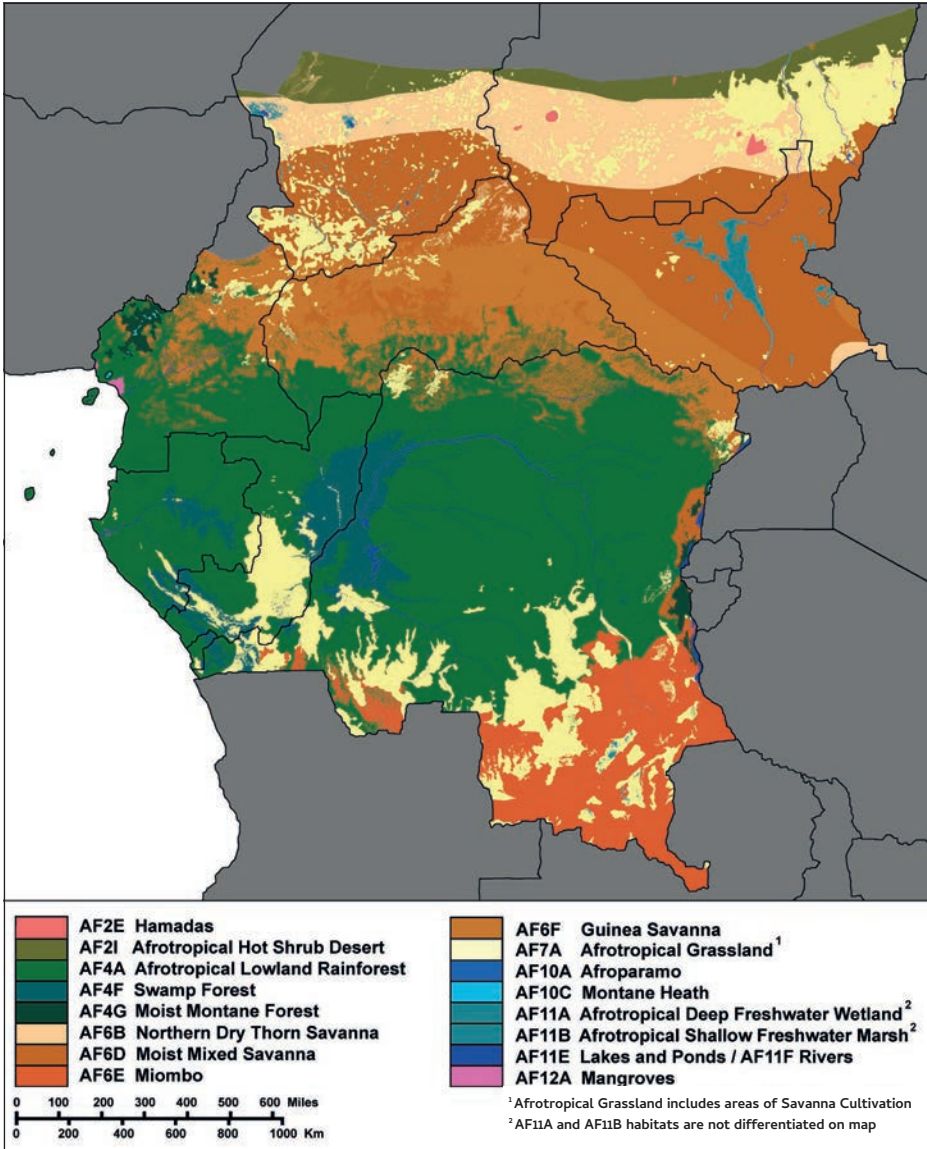 AF2E Hamadas
AF2I Afrotropical Hot Shrub Desert
AF4A Afrotropical Lowland Rainforest
AF4F Swamp Forest
AF4G Moist Montane Forest
AF6B Northern Dry Thorn Savanna
AF6D Moist Mixed Savanna
AF6E Miombo
0 100 200 300 400 500 600 Miles
0 200 400 600 800 1000 Km
AF6F Guinea Savanna
AF7A Afrotropical Grassland¹
AF10A Afroparamo
AF10C Montane Heath
AF11A Afrotropical Deep Freshwater Wetland²
AF11B Afrotropical Shallow Freshwater Marsh²
AF11E Lakes and Ponds / AF11F Rivers
AF12A Mangroves
¹ Afrotropical Grassland includes areas of Savanna Cultivation
² AF11A and AF11B habitats are not differentiated on map